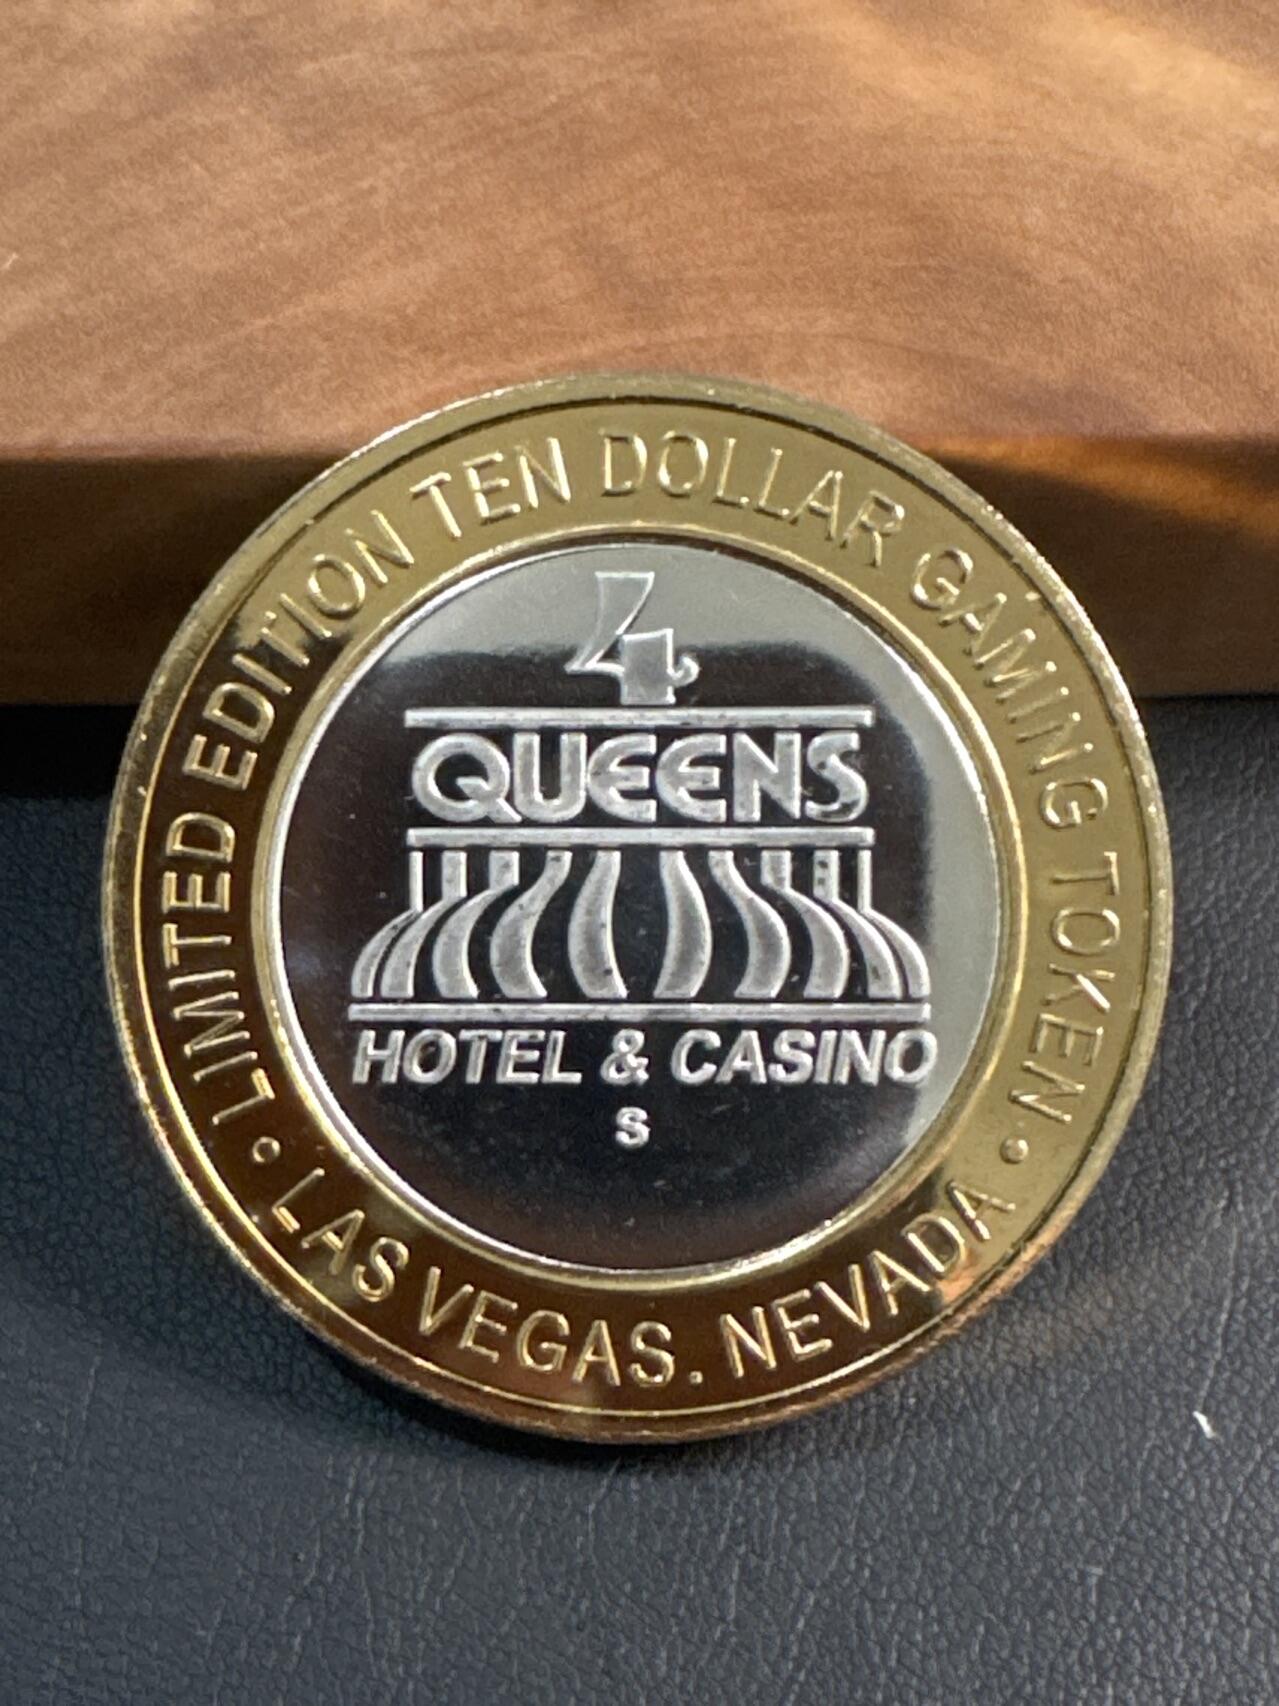 LIMITED EDITION TEN DOLLAR GAMING TOKEN
4
QUEENS
HOTEL & CASINO
S
• LAS VEGAS. NEVADA •